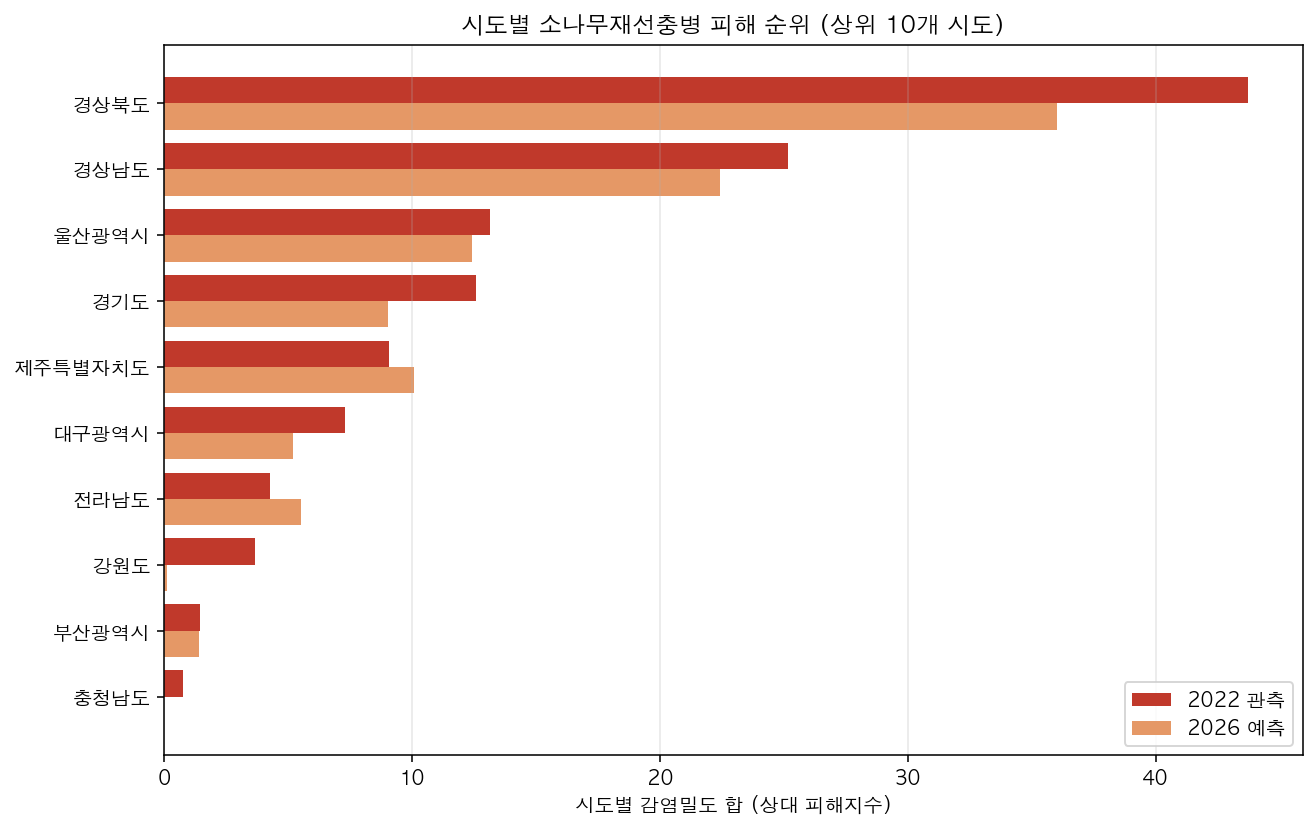 시도별 소나무재선충병 피해 순위 (상위 10개 시도)
경상북도
경상남도
울산광역시
경기도
제주특별자치도
대구광역시
전라남도
강원도
부산광역시
충청남도
2022 관측
2026 예측
0 10 20 30 40
시도별 감염밀도 합 (상대 피해지수)